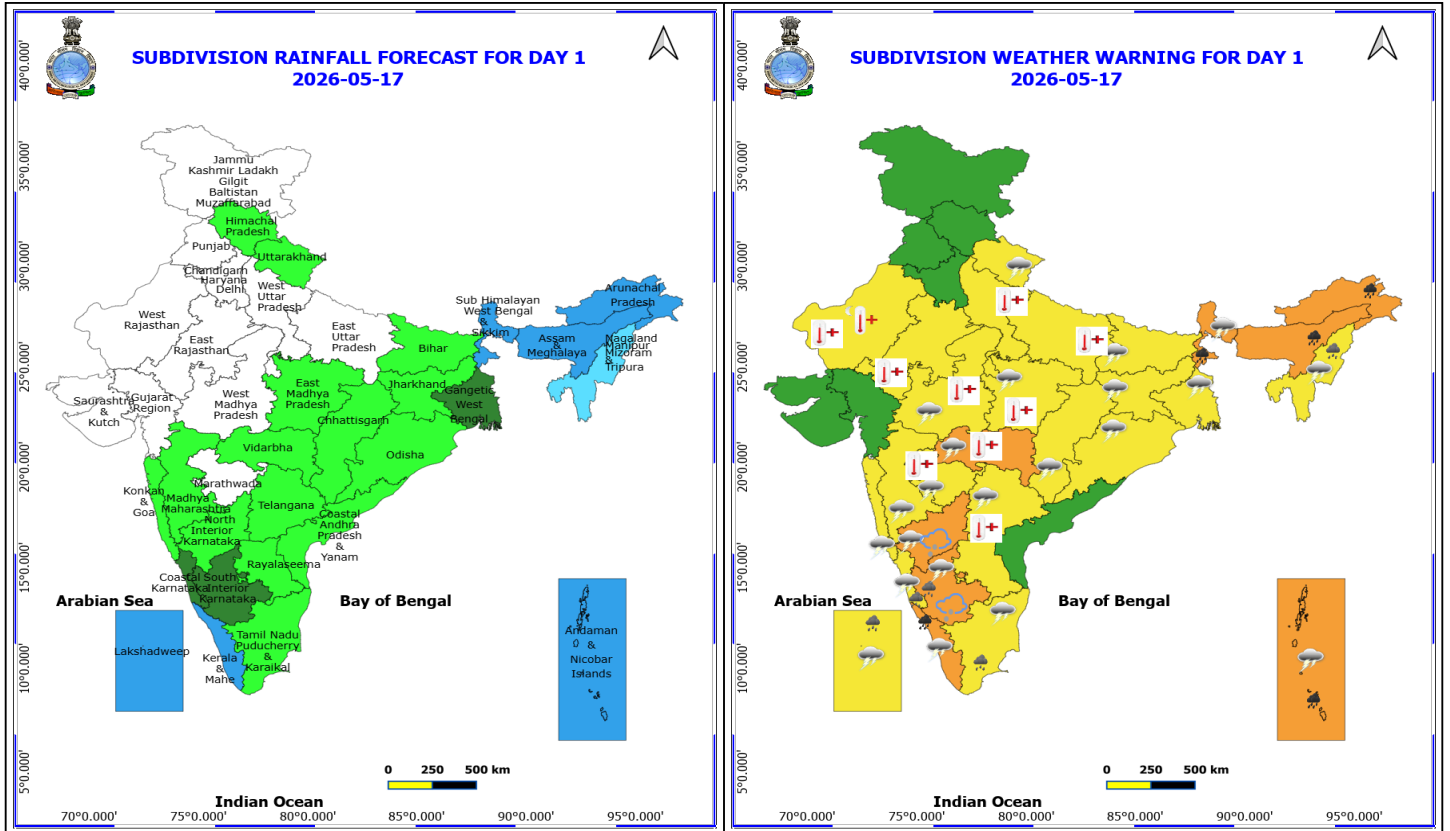 SUBDIVISION RAINFALL FORECAST FOR DAY 1
2026-05-17
40°0.000'
35°0.000'
30°0.000'
25°0.000'
20°0.000'
15°0.000'
10°0.000'
5°0.000'
Jammu
Kashmir Ladakh
Gilgit
Baltistan
Muzaffarabad
Himachal
Pradesh
Punjab
Uttarakhand
Chandigarh
Haryana
Delhi
West
Uttar
Pradesh
West
Rajasthan
East
Rajasthan
East
Uttar
Pradesh
Sub Himalayan
West Bengal
&
Sikkim
Arunachal
Pradesh
Assam
&
Meghalaya
Nagaland
Manipur
Mizoram
&
Tripura
Bihar
Jharkhand
Gangetic
West
Bengal
Saurashtra
&
Kutch
Gujarat
Region
West
Madhya
Pradesh
East
Madhya
Pradesh
Chhattisgarh
Odisha
Vidarbha
Marathwada
Konkan
&
Goa
Madhya
Maharashtra
North
Interior
Karnataka
Telangana
Coastal
Andhra
Pradesh
&
Yanam
Rayalaseema
Coastal
Karnataka
South
Interior
Karnataka
Tamil Nadu
Puducherry
&
Karaikal
Kerala
&
Mahe
Lakshadweep
Andaman
&
Nicobar
Islands
Arabian Sea
Bay of Bengal
Indian Ocean
0 250 500 km
70°0.000' 75°0.000' 80°0.000' 85°0.000' 90°0.000' 95°0.000'
SUBDIVISION WEATHER WARNING FOR DAY 1
2026-05-17
40°0.000'
35°0.000'
30°0.000'
25°0.000'
20°0.000'
15°0.000'
10°0.000'
5°0.000'
Arabian Sea
Bay of Bengal
Indian Ocean
0 250 500 km
70°0.000' 75°0.000' 80°0.000' 85°0.000' 90°0.000' 95°0.000'